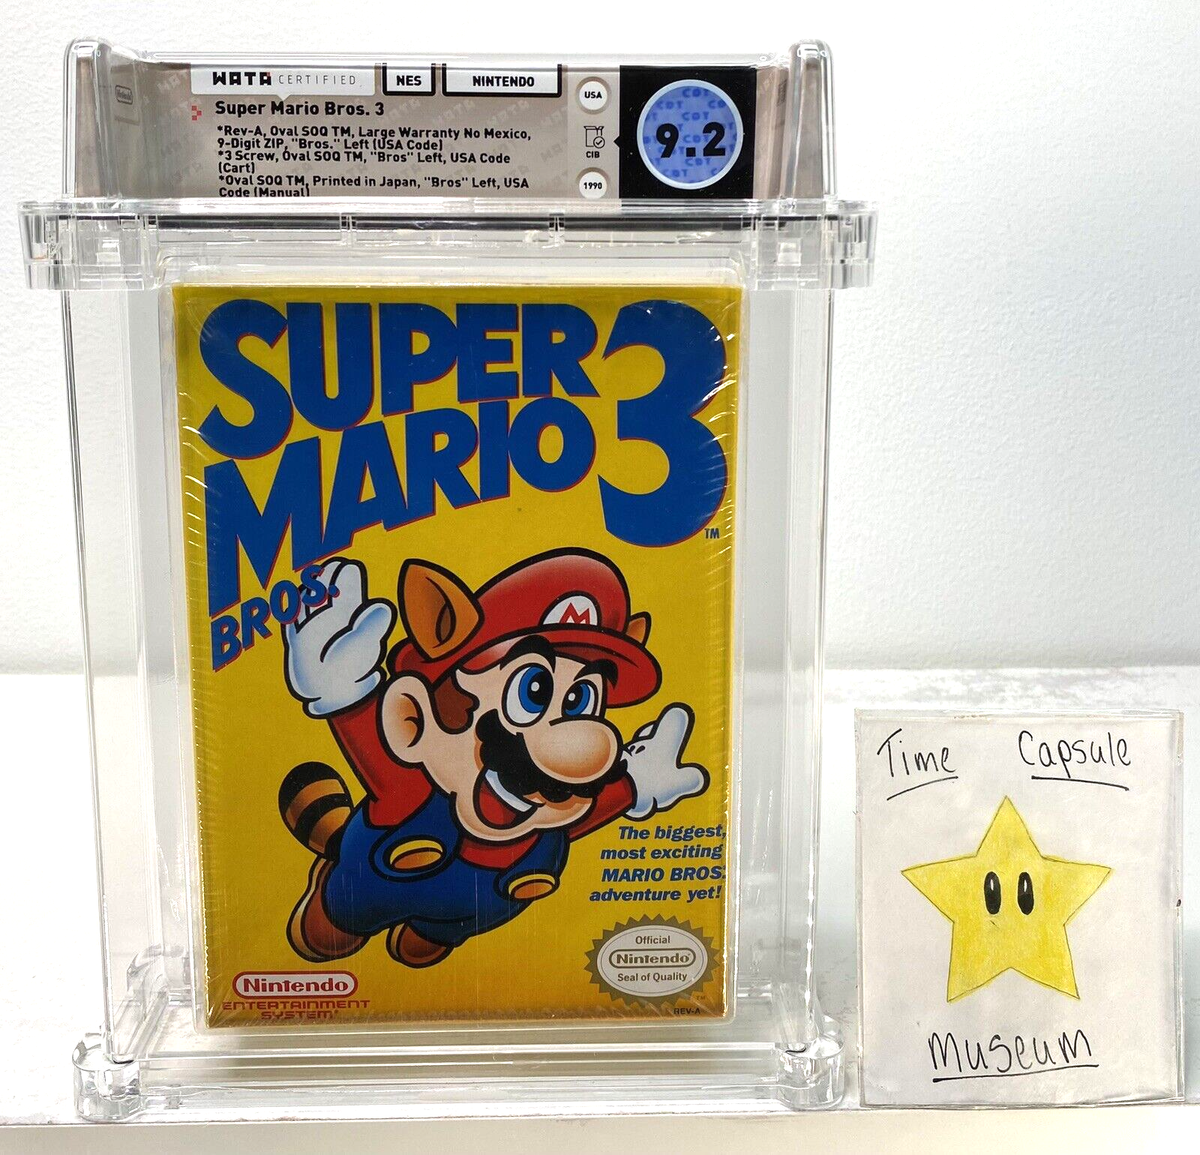 WATA CERTIFIED
NES
NINTENDO
USA
Super Mario Bros. 3
*Rev-A, Oval SOQ TM, Large Warranty No Mexico,
9-Digit ZIP, "Bros." Left (USA Code)
*3 Screw, Oval SOQ TM, "Bros" Left, USA Code
(Cart)
*Oval SOQ TM, Printed in Japan, "Bros" Left, USA
Code (Manual)
CIB
1990
9.2
SUPER
MARIO
BROS.
3
TM
M
The biggest,
most exciting
MARIO BROS.
adventure yet!
Official
Nintendo
Seal of Quality
Nintendo
ENTERTAINMENT
SYSTEM
REV-A
Time Capsule
Museum